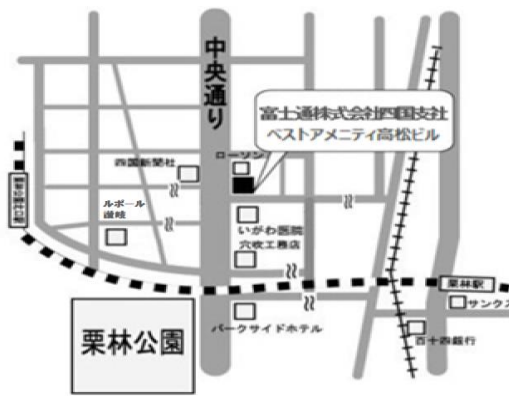 中央通り
富士通株式会社四国支社
ベストアメニティ高松ビル
ローソン
四国新聞社
ルポール
讃岐
いがわ医院
穴吹工務店
栗林駅
サンクス
パークサイドホテル
百十四銀行
栗林公園